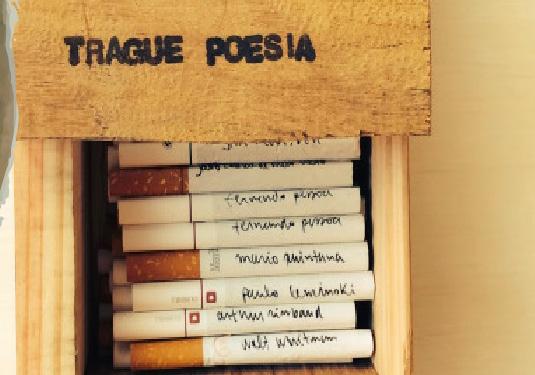 TRAGUE POESIA
fernando pessoa
fernando pessoa
mario quintana
paulo leminski
arthur rimbaud
walt whitman